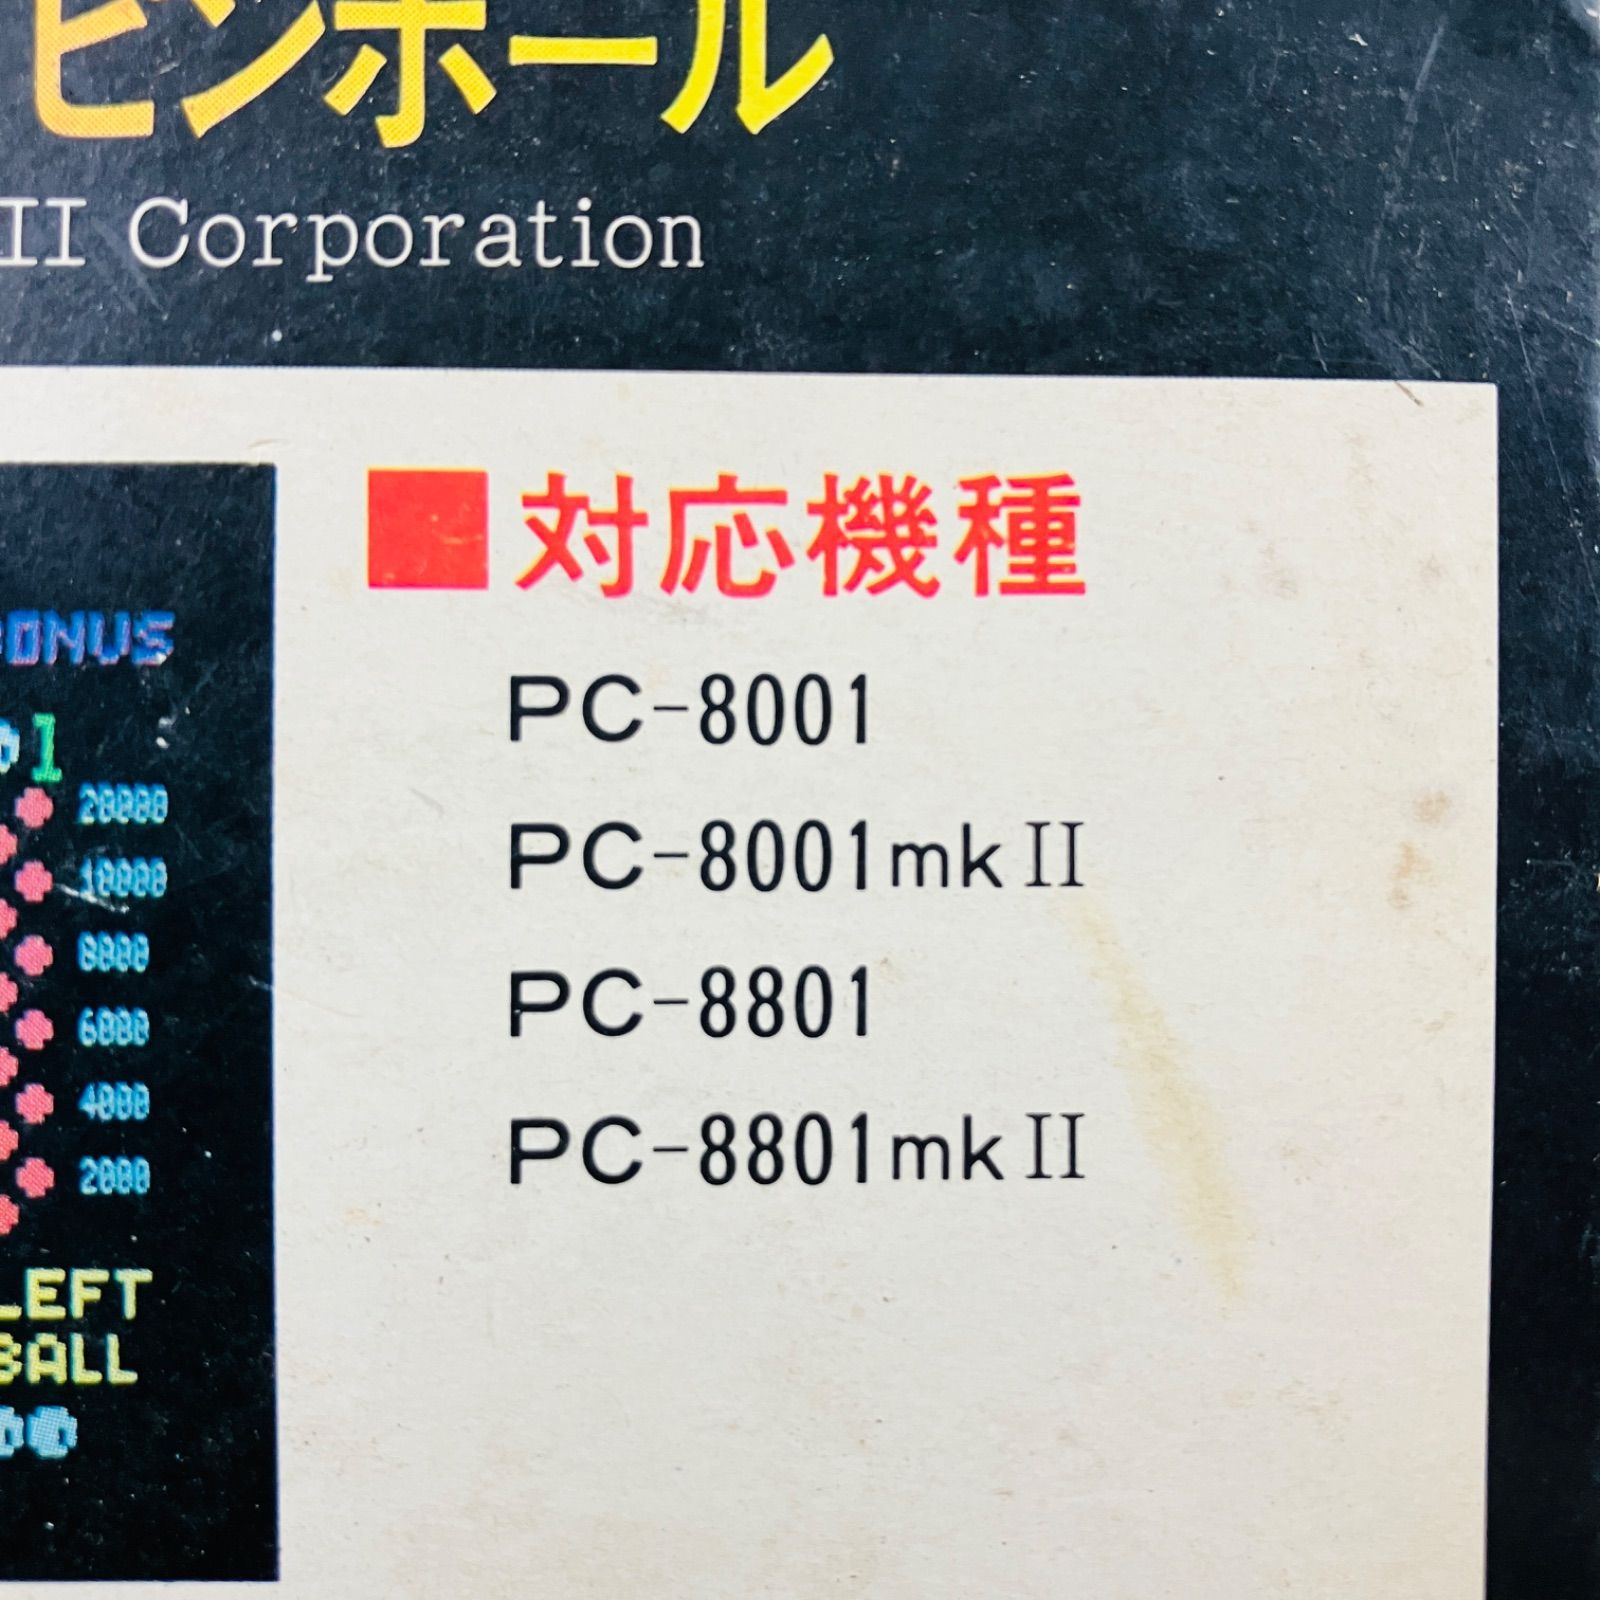 ピンボール
II Corporation
■対応機種
PC-8001
PC-8001mkII
PC-8801
PC-8801mkII
BONUS
1
20000
10000
8000
6000
4000
2000
LEFT
BALL